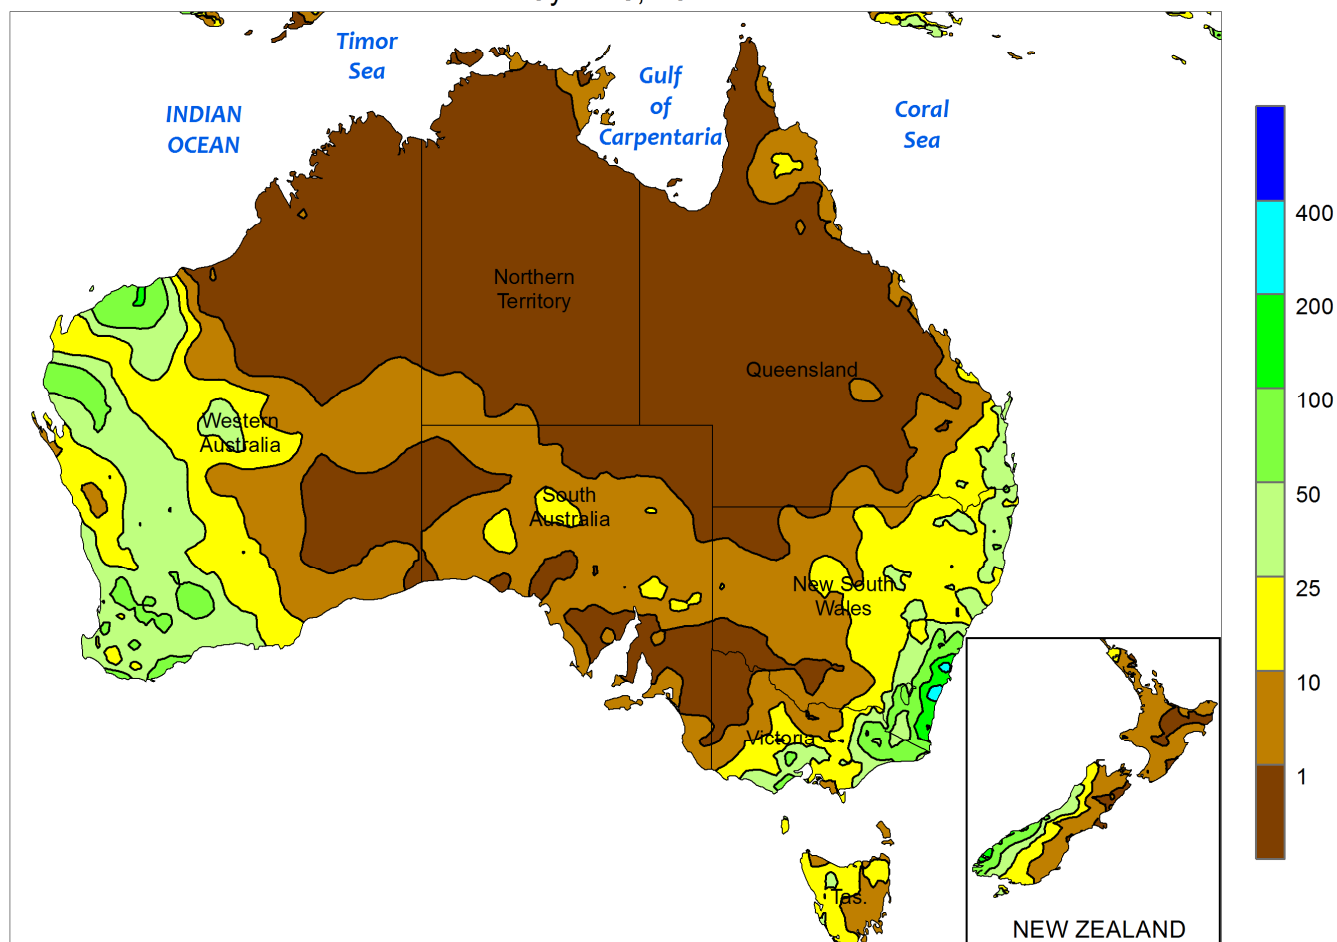 Timor
Sea
Gulf
of
Carpentaria
INDIAN
OCEAN
Coral
Sea
400
200
100
50
25
10
1
Northern
Territory
Queensland
Western
Australia
South
Australia
New South
Wales
Victoria
Tas.
NEW ZEALAND